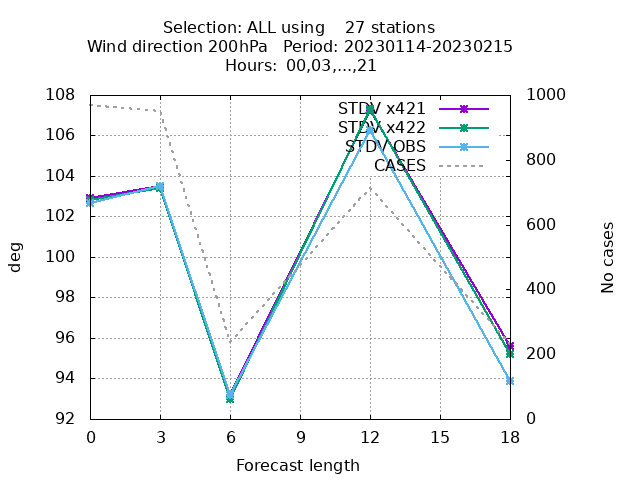 Selection: ALL using    27 stations
Wind direction 200hPa   Period: 20230114-20230215
Hours: 00,03,...,21
108
106
104
102
100
98
96
94
92
1000
800
600
400
200
0
STDV x421
STDV x422
STDV OBS
CASES
deg
No cases
0 3 6 9 12 15 18
Forecast length